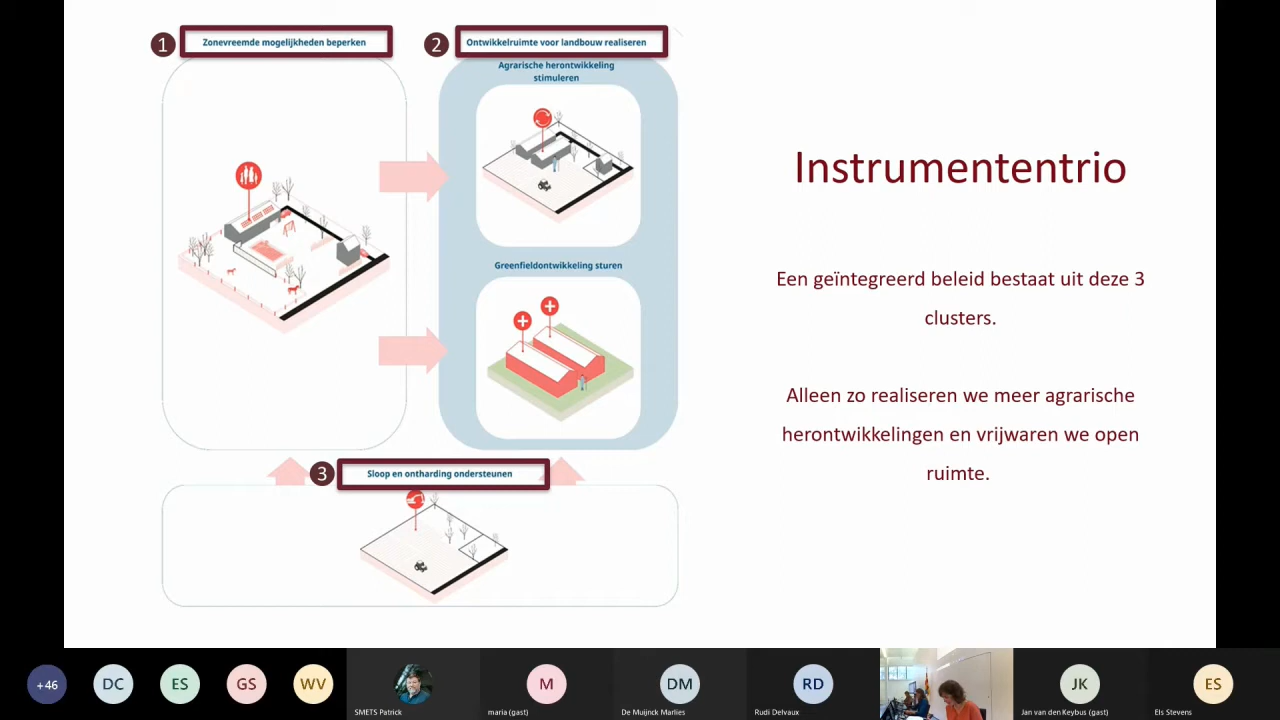 1
Zonevreemde mogelijkheden beperken
2
Ontwikkelruimte voor landbouw realiseren
Agrarische herontwikkeling
stimuleren
Greenfieldontwikkeling sturen
3
Sloop en ontharding ondersteunen
Instrumententrio
Een geïntegreerd beleid bestaat uit deze 3
clusters.
Alleen zo realiseren we meer agrarische
herontwikkelingen en vrijwaren we open
ruimte.
+46
DC
ES
GS
WV
SMETS Patrick
M
maria (gast)
DM
De Muijnck Marlies
RD
Rudi Delvaux
JK
Jan van den Keybus (gast)
ES
Els Stevens